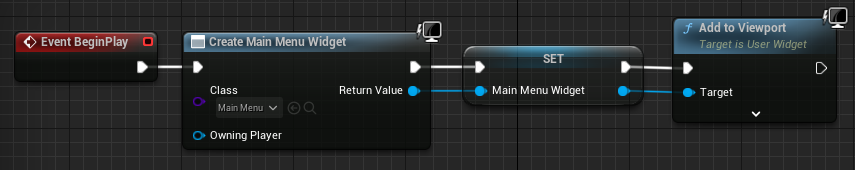 Event BeginPlay
Create Main Menu Widget
Class
Main Menu
Return Value
Owning Player
SET
Main Menu Widget
f Add to Viewport
Target is User Widget
Target